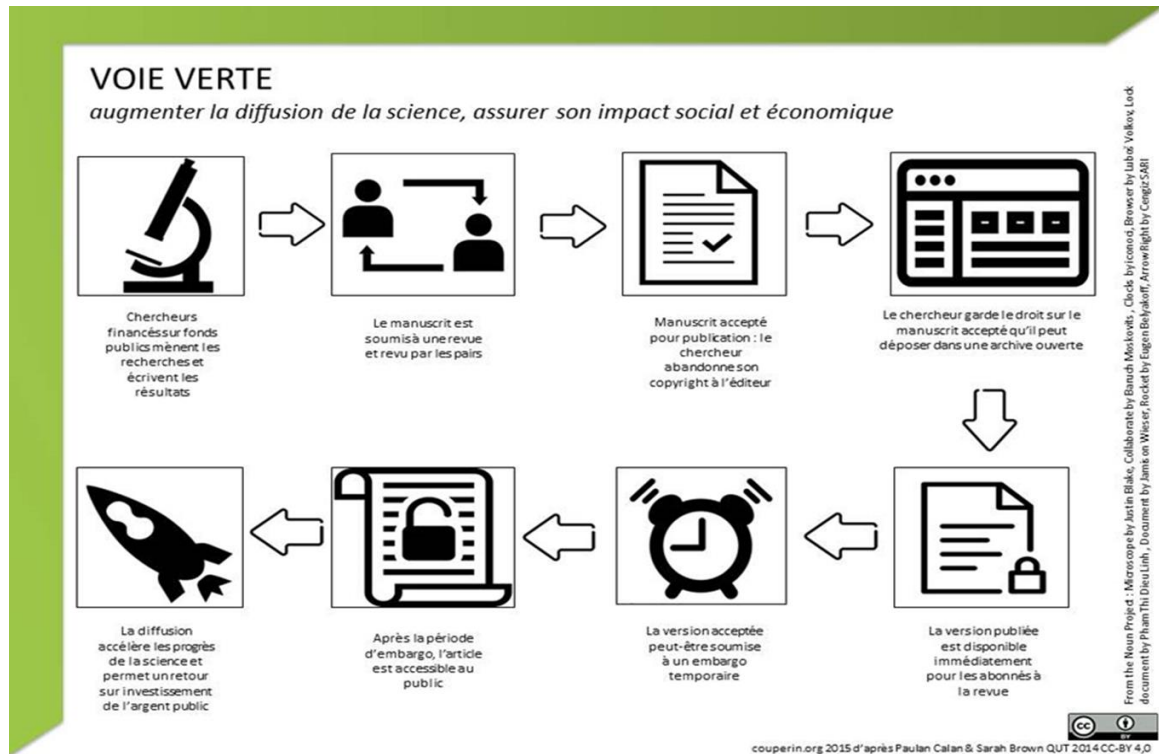 VOIE VERTE
augmenter la diffusion de la science, assurer son impact social et économique
Chercheurs
financés sur fonds
publics mènent les
recherches et
écrivent les
résultats
Le manuscrit est
soumis à une revue
et revu par les pairs
Manuscrit accepté
pour publication : le
chercheur
abandonne son
copyright à l'éditeur
Le chercheur garde le droit sur le
manuscrit accepté qu'il peut
déposer dans une archive ouverte
La version publiée
est disponible
immédiatement
pour les abonnés à
la revue
La version acceptée
peut-être soumise
à un embargo
temporaire
Après la période
d'embargo, l'article
est accessible au
public
La diffusion
accélère les progrès
de la science et
permet un retour
sur investissement
de l'argent public
From the Noun Project : Microscope by Justin Blake, Collaborate by Baruch Moskovits, Clocks by iconoci, Browser by Luboš Volkov, Lock
document by Pham Thi Dieu Linh, Document by Jamison Wieser, Rocket by Eugen Belyakoff, Arrow Right by Cengiz SARI
cc
BY
couperin.org 2015 d'après Paulan Calan & Sarah Brown QUT 2014 CC-BY 4,0